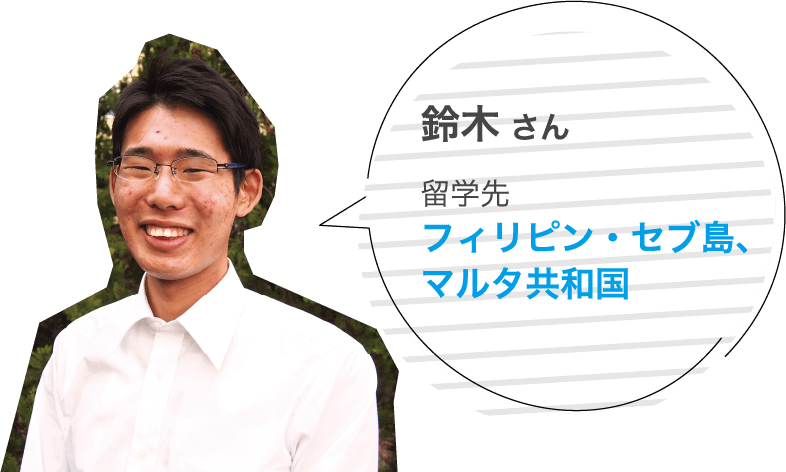 鈴木 さん
留学先
フィリピン・セブ島、
マルタ共和国